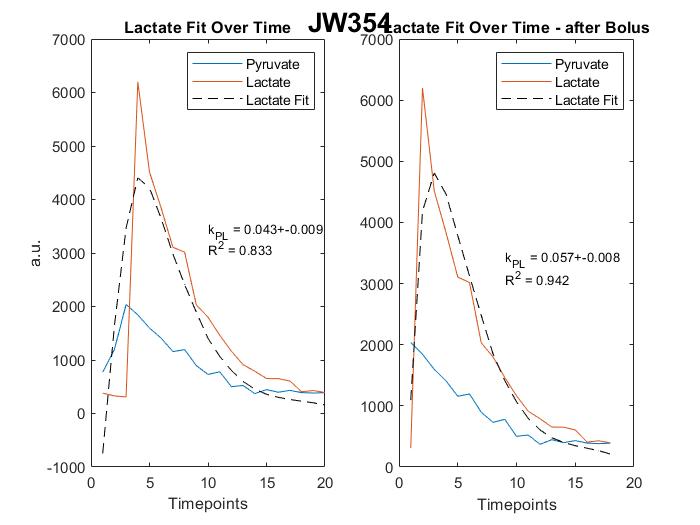 JW354
Lactate Fit Over Time
7000
6000
5000
4000
3000
2000
1000
0
-1000
a.u.
Pyruvate
Lactate
Lactate Fit
kPL = 0.043+-0.009
R2 = 0.833
0 5 10 15 20
Timepoints
Lactate Fit Over Time - after Bolus
7000
6000
5000
4000
3000
2000
1000
0
Pyruvate
Lactate
Lactate Fit
kPL = 0.057+-0.008
R2 = 0.942
0 5 10 15 20
Timepoints